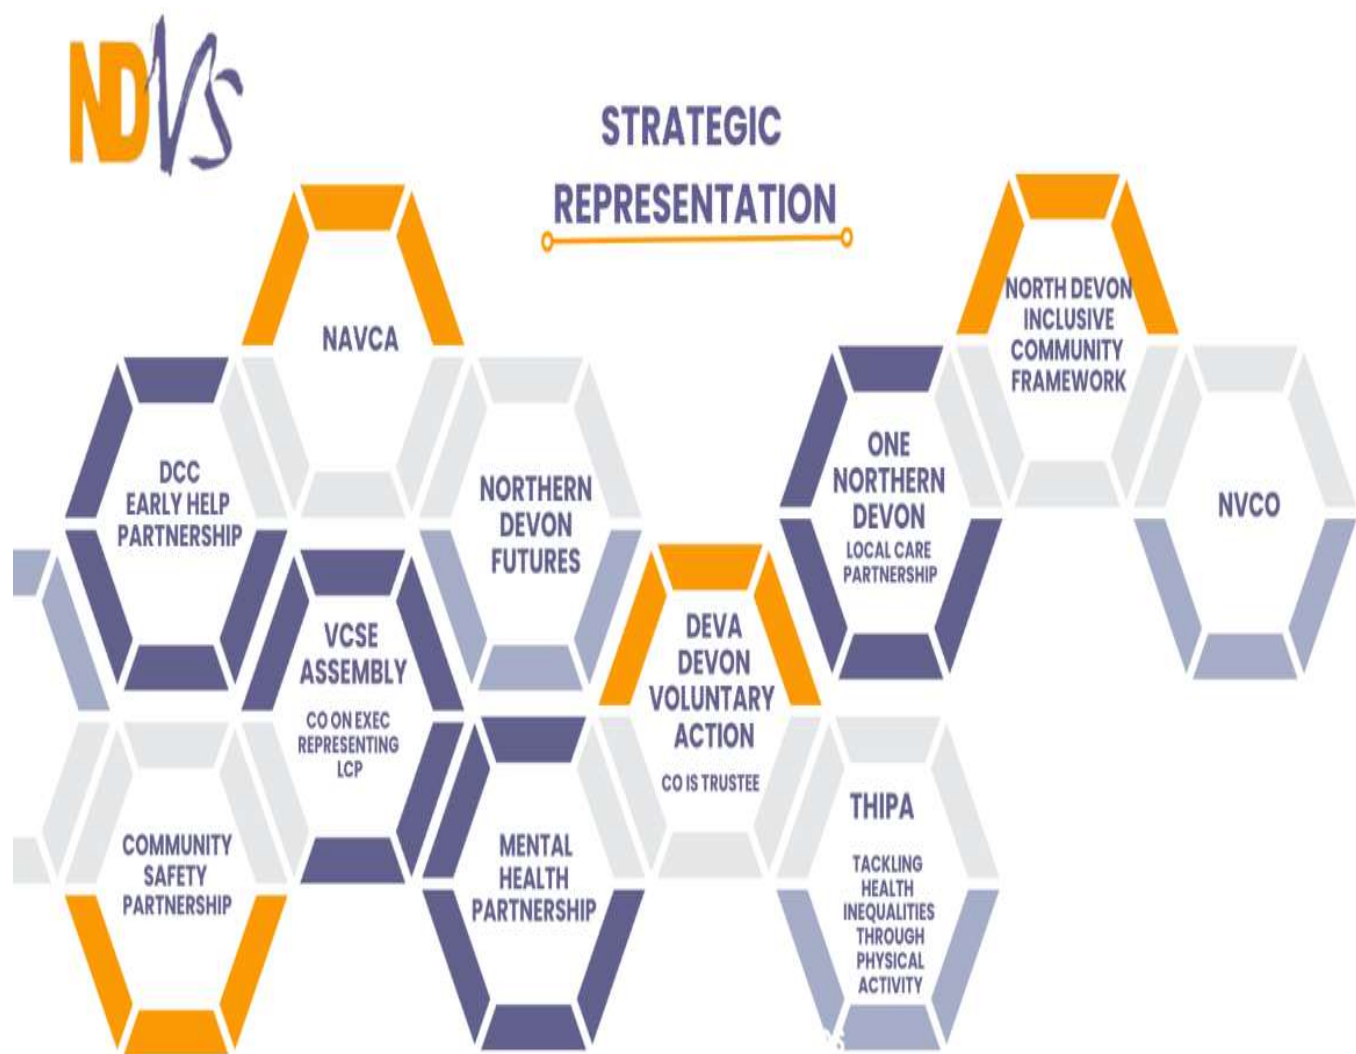 NDVS
STRATEGIC
REPRESENTATION
NAVCA
NORTH DEVON
INCLUSIVE
COMMUNITY
FRAMEWORK
DCC
EARLY HELP
PARTNERSHIP
NORTHERN
DEVON
FUTURES
ONE
NORTHERN
DEVON
LOCAL CARE
PARTNERSHIP
NVCO
VCSE
ASSEMBLY
CO ON EXEC
REPRESENTING
LCP
DEVA
DEVON
VOLUNTARY
ACTION
CO IS TRUSTEE
COMMUNITY
SAFETY
PARTNERSHIP
MENTAL
HEALTH
PARTNERSHIP
THIPA
TACKLING
HEALTH
INEQUALITIES
THROUGH
PHYSICAL
ACTIVITY